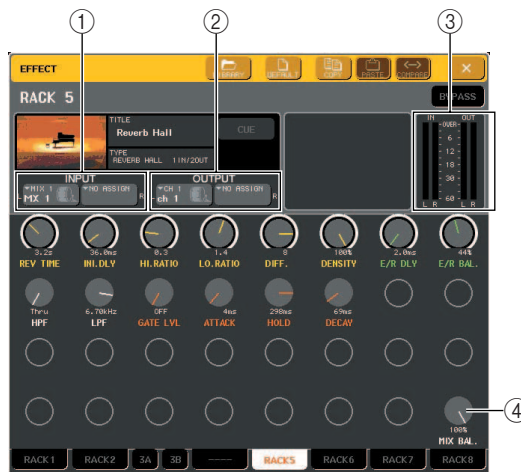 ① ② ③
EFFECT LIBRARY DEFAULT COPY PASTE COMPARE ×
RACK 5 BYPASS
TITLE
Reverb Hall
CUE
TYPE
REVERB HALL 1IN/2OUT
IN OUT
-OVER-
6
12
18
30
60
L R L R
INPUT OUTPUT
L MIX 1 NO ASSIGN R L CH 1 NO ASSIGN R
MX 1 ch 1
3.2s 36.0ms 0.3 1.4 8 100% 2.0ms 44%
REV TIME INI.DLY HI.RATIO LO.RATIO DIFF. DENSITY E/R DLY E/R BAL.
Thru 6.70kHz OFF 4ms 298ms 69ms
HPF LPF GATE LVL ATTACK HOLD DECAY
④
100%
MIX BAL.
RACK1 RACK2 3A 3B ---- RACK5 RACK6 RACK7 RACK8